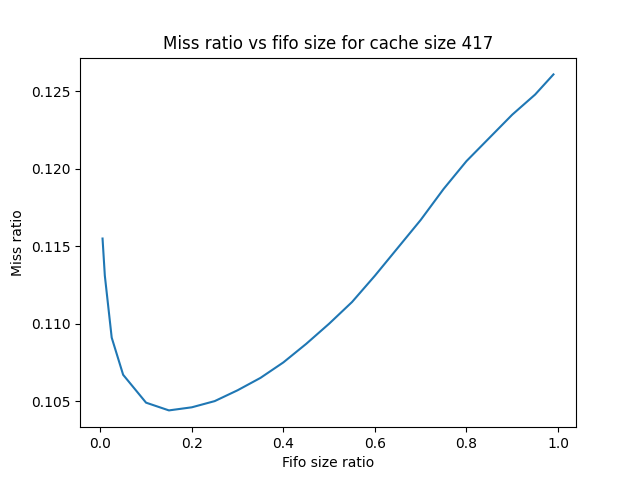 Miss ratio vs fifo size for cache size 417
0.125
0.120
0.115
0.110
0.105
Miss ratio
0.0 0.2 0.4 0.6 0.8 1.0
Fifo size ratio